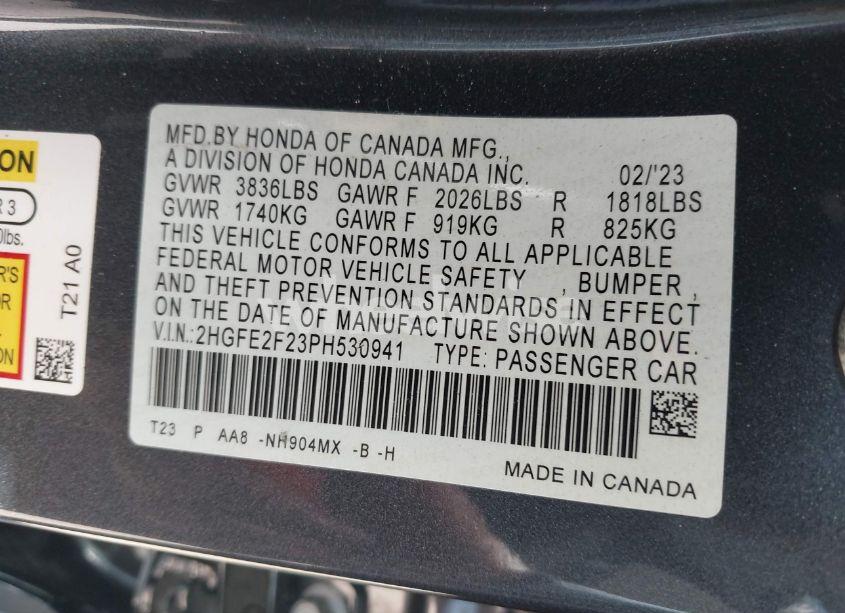 MFD.BY HONDA OF CANADA MFG.,
A DIVISION OF HONDA CANADA INC. 02/'23
GVWR 3836LBS GAWR F 2026LBS R 1818LBS
GVWR 1740KG GAWR F 919KG R 825KG
THIS VEHICLE CONFORMS TO ALL APPLICABLE
FEDERAL MOTOR VEHICLE SAFETY , BUMPER ,
AND THEFT PREVENTION STANDARDS IN EFFECT
ON THE DATE OF MANUFACTURE SHOWN ABOVE.
V.I.N.:2HGFE2F23PH530941 TYPE: PASSENGER CAR
T23 P AA8 -NH904MX -B -H
MADE IN CANADA
T21 A0